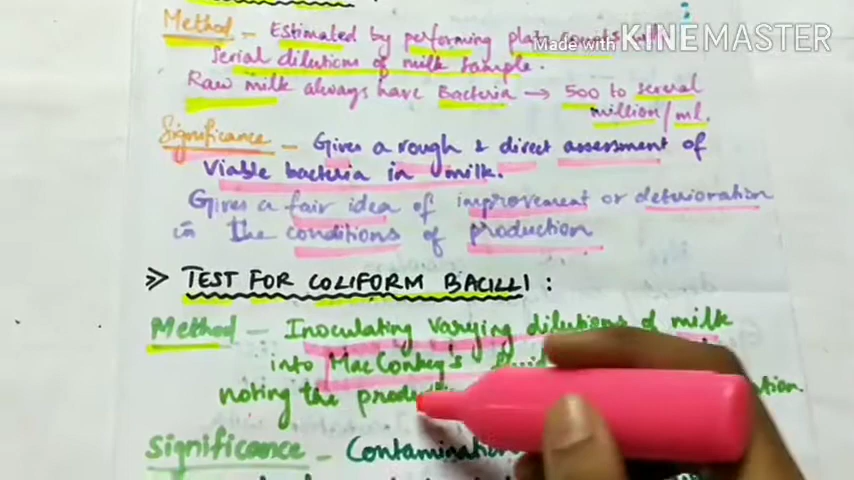 Method - Estimated by performing plate counts
Made with KINEMASTER
Serial dilutions of milk sample.
Raw milk always have Bacteria → 500 to several
million/ml.
Significance - Gives a rough & direct assessment of
Viable bacteria in milk.
Gives a fair idea of improvement or deterioration
in the conditions of production
≫ TEST FOR COLIFORM BACILLI :
Method - Inoculating varying dilutions of milk
into MacConkey's
noting the
Significance - Contamination